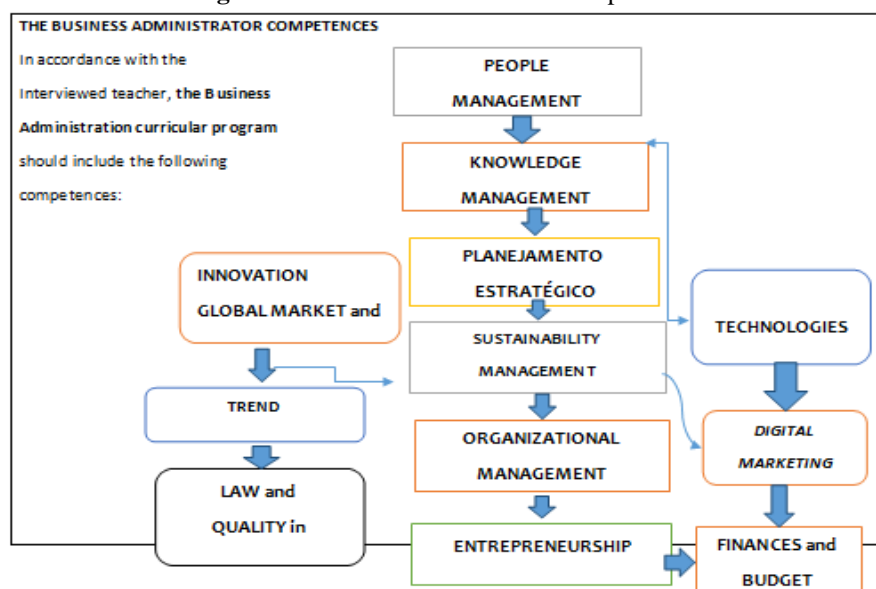 THE BUSINESS ADMINISTRATOR COMPETENCES
In accordance with the
Interviewed teacher, the Business
Administration curricular program
should include the following
competences:
PEOPLE
MANAGEMENT
KNOWLEDGE
MANAGEMENT
PLANEJAMENTO
ESTRATÉGICO
SUSTAINABILITY
MANAGEMENT
ORGANIZATIONAL
MANAGEMENT
ENTREPRENEURSHIP
INNOVATION
GLOBAL MARKET and
TREND
LAW and
QUALITY in
TECHNOLOGIES
DIGITAL
MARKETING
FINANCES and
BUDGET